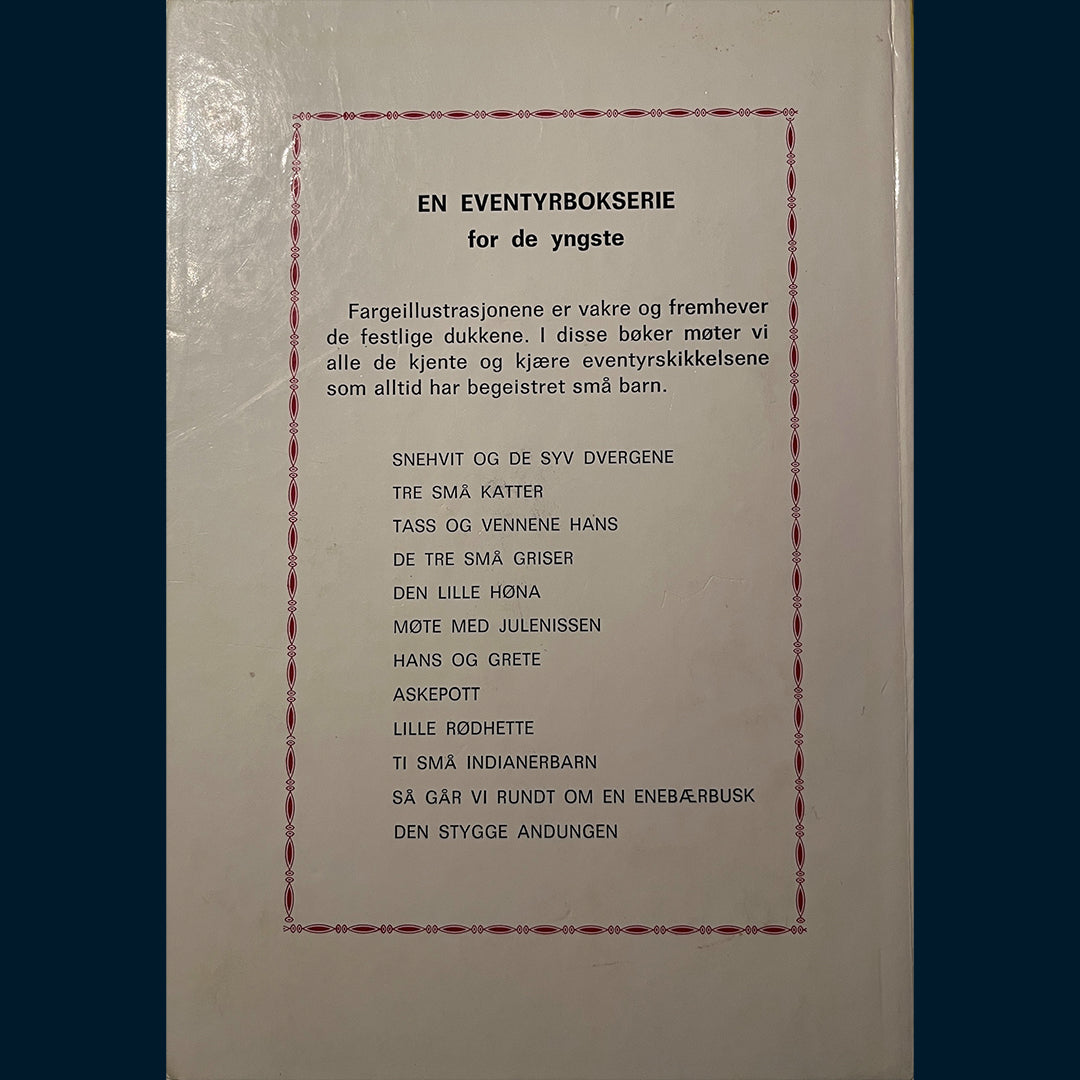 EN EVENTYRBOKSERIE
for de yngste
Fargeillustrasjonene er vakre og fremhever
de festlige dukkene. I disse bøker møter vi
alle de kjente og kjære eventyrskikkelsene
som alltid har begeistret små barn.
SNEHVIT OG DE SYV DVERGENE
TRE SMÅ KATTER
TASS OG VENNENE HANS
DE TRE SMÅ GRISER
DEN LILLE HØNA
MØTE MED JULENISSEN
HANS OG GRETE
ASKEPOTT
LILLE RØDHETTE
TI SMÅ INDIANERBARN
SÅ GÅR VI RUNDT OM EN ENEBÆRBUSK
DEN STYGGE ANDUNGEN